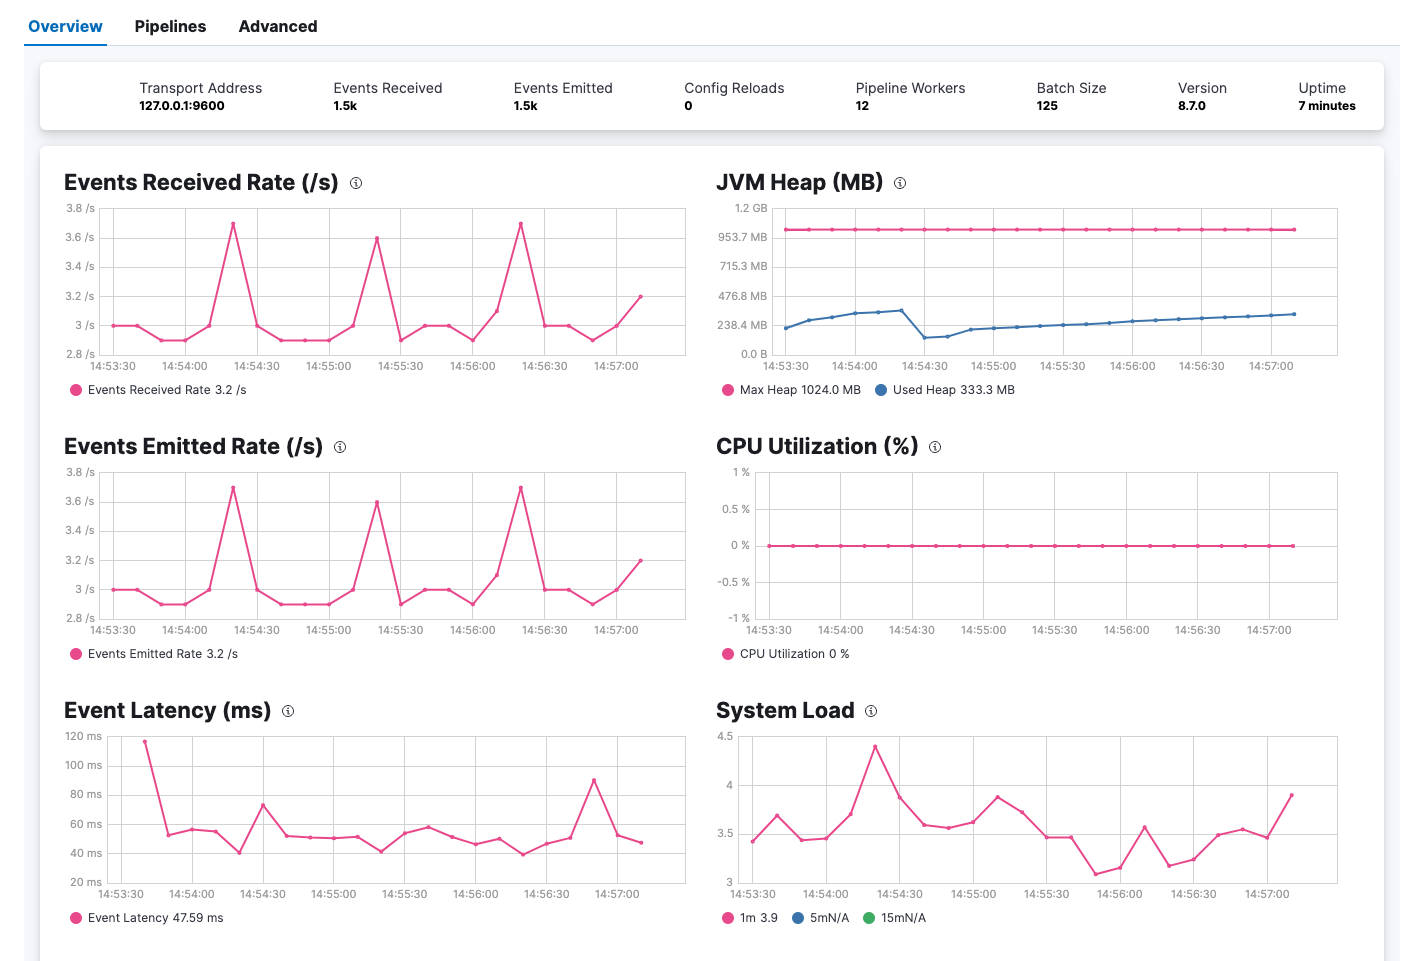 Overview Pipelines Advanced
Transport Address Events Received Events Emitted Config Reloads Pipeline Workers Batch Size Version Uptime
127.0.0.1:9600 1.5k 1.5k 0 12 125 8.7.0 7 minutes
Events Received Rate (/s)
3.8 /s
3.6 /s
3.4 /s
3.2 /s
3 /s
2.8 /s
14:53:30 14:54:00 14:54:30 14:55:00 14:55:30 14:56:00 14:56:30 14:57:00
Events Received Rate 3.2 /s
JVM Heap (MB)
1.2 GB
953.7 MB
715.3 MB
476.8 MB
238.4 MB
0.0 B
14:53:30 14:54:00 14:54:30 14:55:00 14:55:30 14:56:00 14:56:30 14:57:00
Max Heap 1024.0 MB Used Heap 333.3 MB
Events Emitted Rate (/s)
3.8 /s
3.6 /s
3.4 /s
3.2 /s
3 /s
2.8 /s
14:53:30 14:54:00 14:54:30 14:55:00 14:55:30 14:56:00 14:56:30 14:57:00
Events Emitted Rate 3.2 /s
CPU Utilization (%)
1 %
0.5 %
0 %
-0.5 %
-1 %
14:53:30 14:54:00 14:54:30 14:55:00 14:55:30 14:56:00 14:56:30 14:57:00
CPU Utilization 0 %
Event Latency (ms)
120 ms
100 ms
80 ms
60 ms
40 ms
20 ms
14:53:30 14:54:00 14:54:30 14:55:00 14:55:30 14:56:00 14:56:30 14:57:00
Event Latency 47.59 ms
System Load
4.5
4
3.5
3
14:53:30 14:54:00 14:54:30 14:55:00 14:55:30 14:56:00 14:56:30 14:57:00
1m 3.9 5mN/A 15mN/A